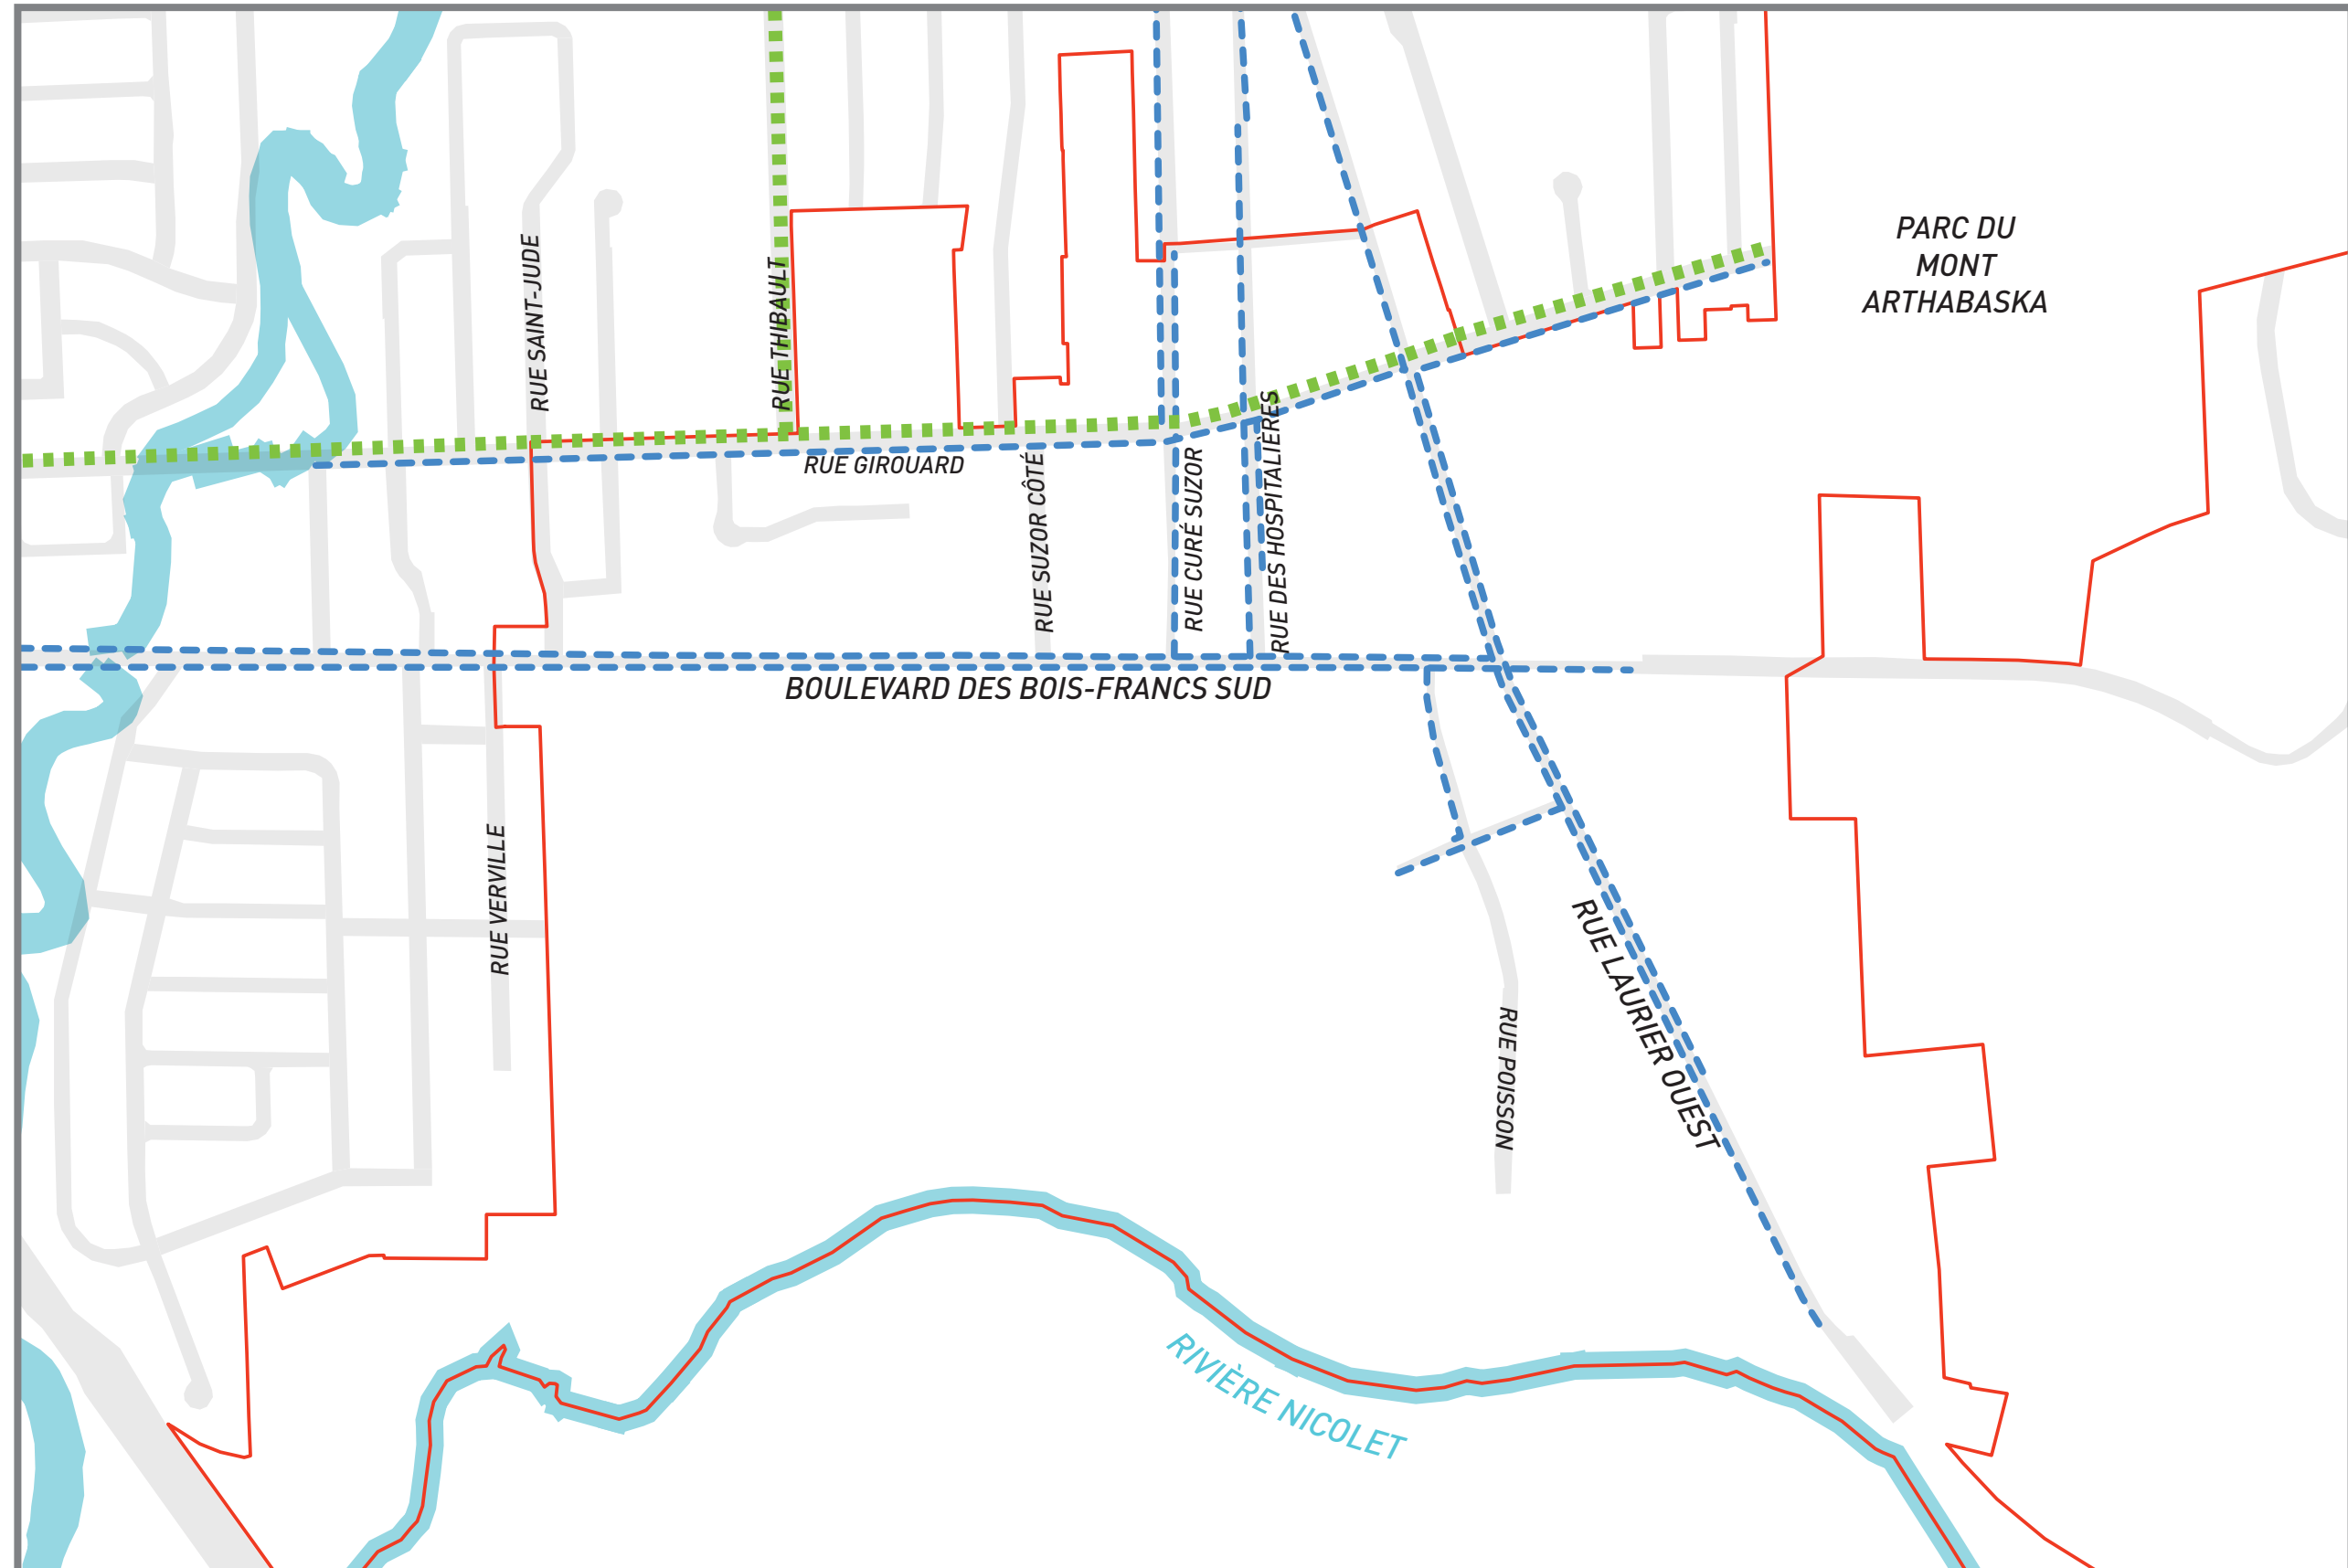 PARC DU
MONT
ARTHABASKA
RUE SAINT-JUDE
RUE THIBAULT
RUE GIROUARD
RUE SUZOR CÔTÉ
RUE CURÉ SUZOR
RUE DES HOSPITALIÈRES
BOULEVARD DES BOIS-FRANCS SUD
RUE VERVILLE
RUE LAURIER OUEST
RUE POISSON
RIVIÈRE NICOLET